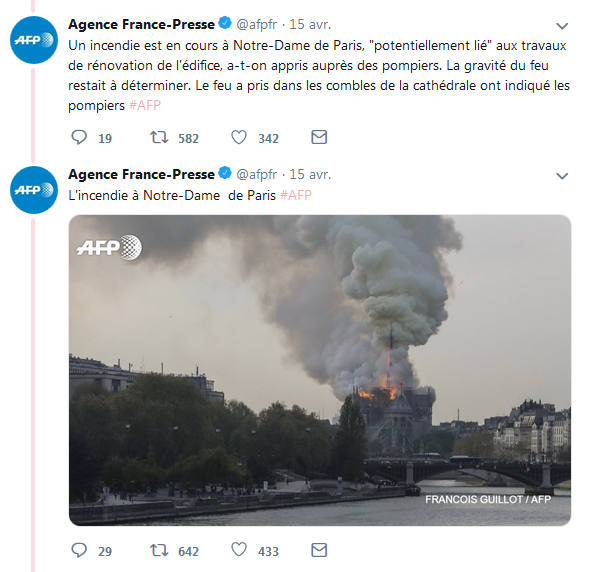 Agence France-Presse @afpfr · 15 avr.
Un incendie est en cours à Notre-Dame de Paris, "potentiellement lié" aux travaux
de rénovation de l'édifice, a-t-on appris auprès des pompiers. La gravité du feu
restait à déterminer. Le feu a pris dans les combles de la cathédrale ont indiqué les
pompiers #AFP
19 582 342
AFP
Agence France-Presse @afpfr · 15 avr.
AFP
L'incendie à Notre-Dame de Paris #AFP
AFP
FRANCOIS GUILLOT / AFP
29 642 433